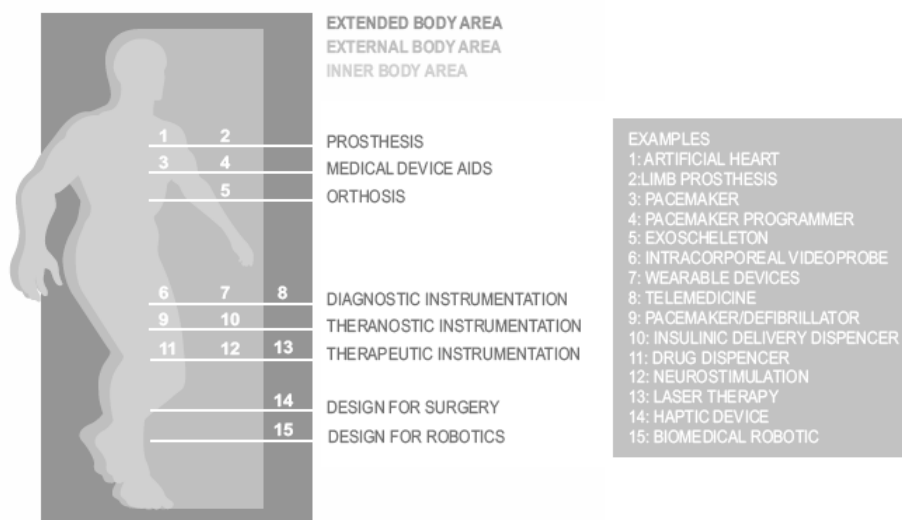 EXTENDED BODY AREA
EXTERNAL BODY AREA
INNER BODY AREA
1 2 PROSTHESIS
3 4 MEDICAL DEVICE AIDS
5 ORTHOSIS
6 7 8 DIAGNOSTIC INSTRUMENTATION
9 10 THERANOSTIC INSTRUMENTATION
11 12 13 THERAPEUTIC INSTRUMENTATION
14 DESIGN FOR SURGERY
15 DESIGN FOR ROBOTICS
EXAMPLES
1: ARTIFICIAL HEART
2:LIMB PROSTHESIS
3: PACEMAKER
4: PACEMAKER PROGRAMMER
5: EXOSCHELETON
6: INTRACORPOREAL VIDEOPROBE
7: WEARABLE DEVICES
8: TELEMEDICINE
9: PACEMAKER/DEFIBRILLATOR
10: INSULINIC DELIVERY DISPENCER
11: DRUG DISPENCER
12: NEUROSTIMULATION
13: LASER THERAPY
14: HAPTIC DEVICE
15: BIOMEDICAL ROBOTIC